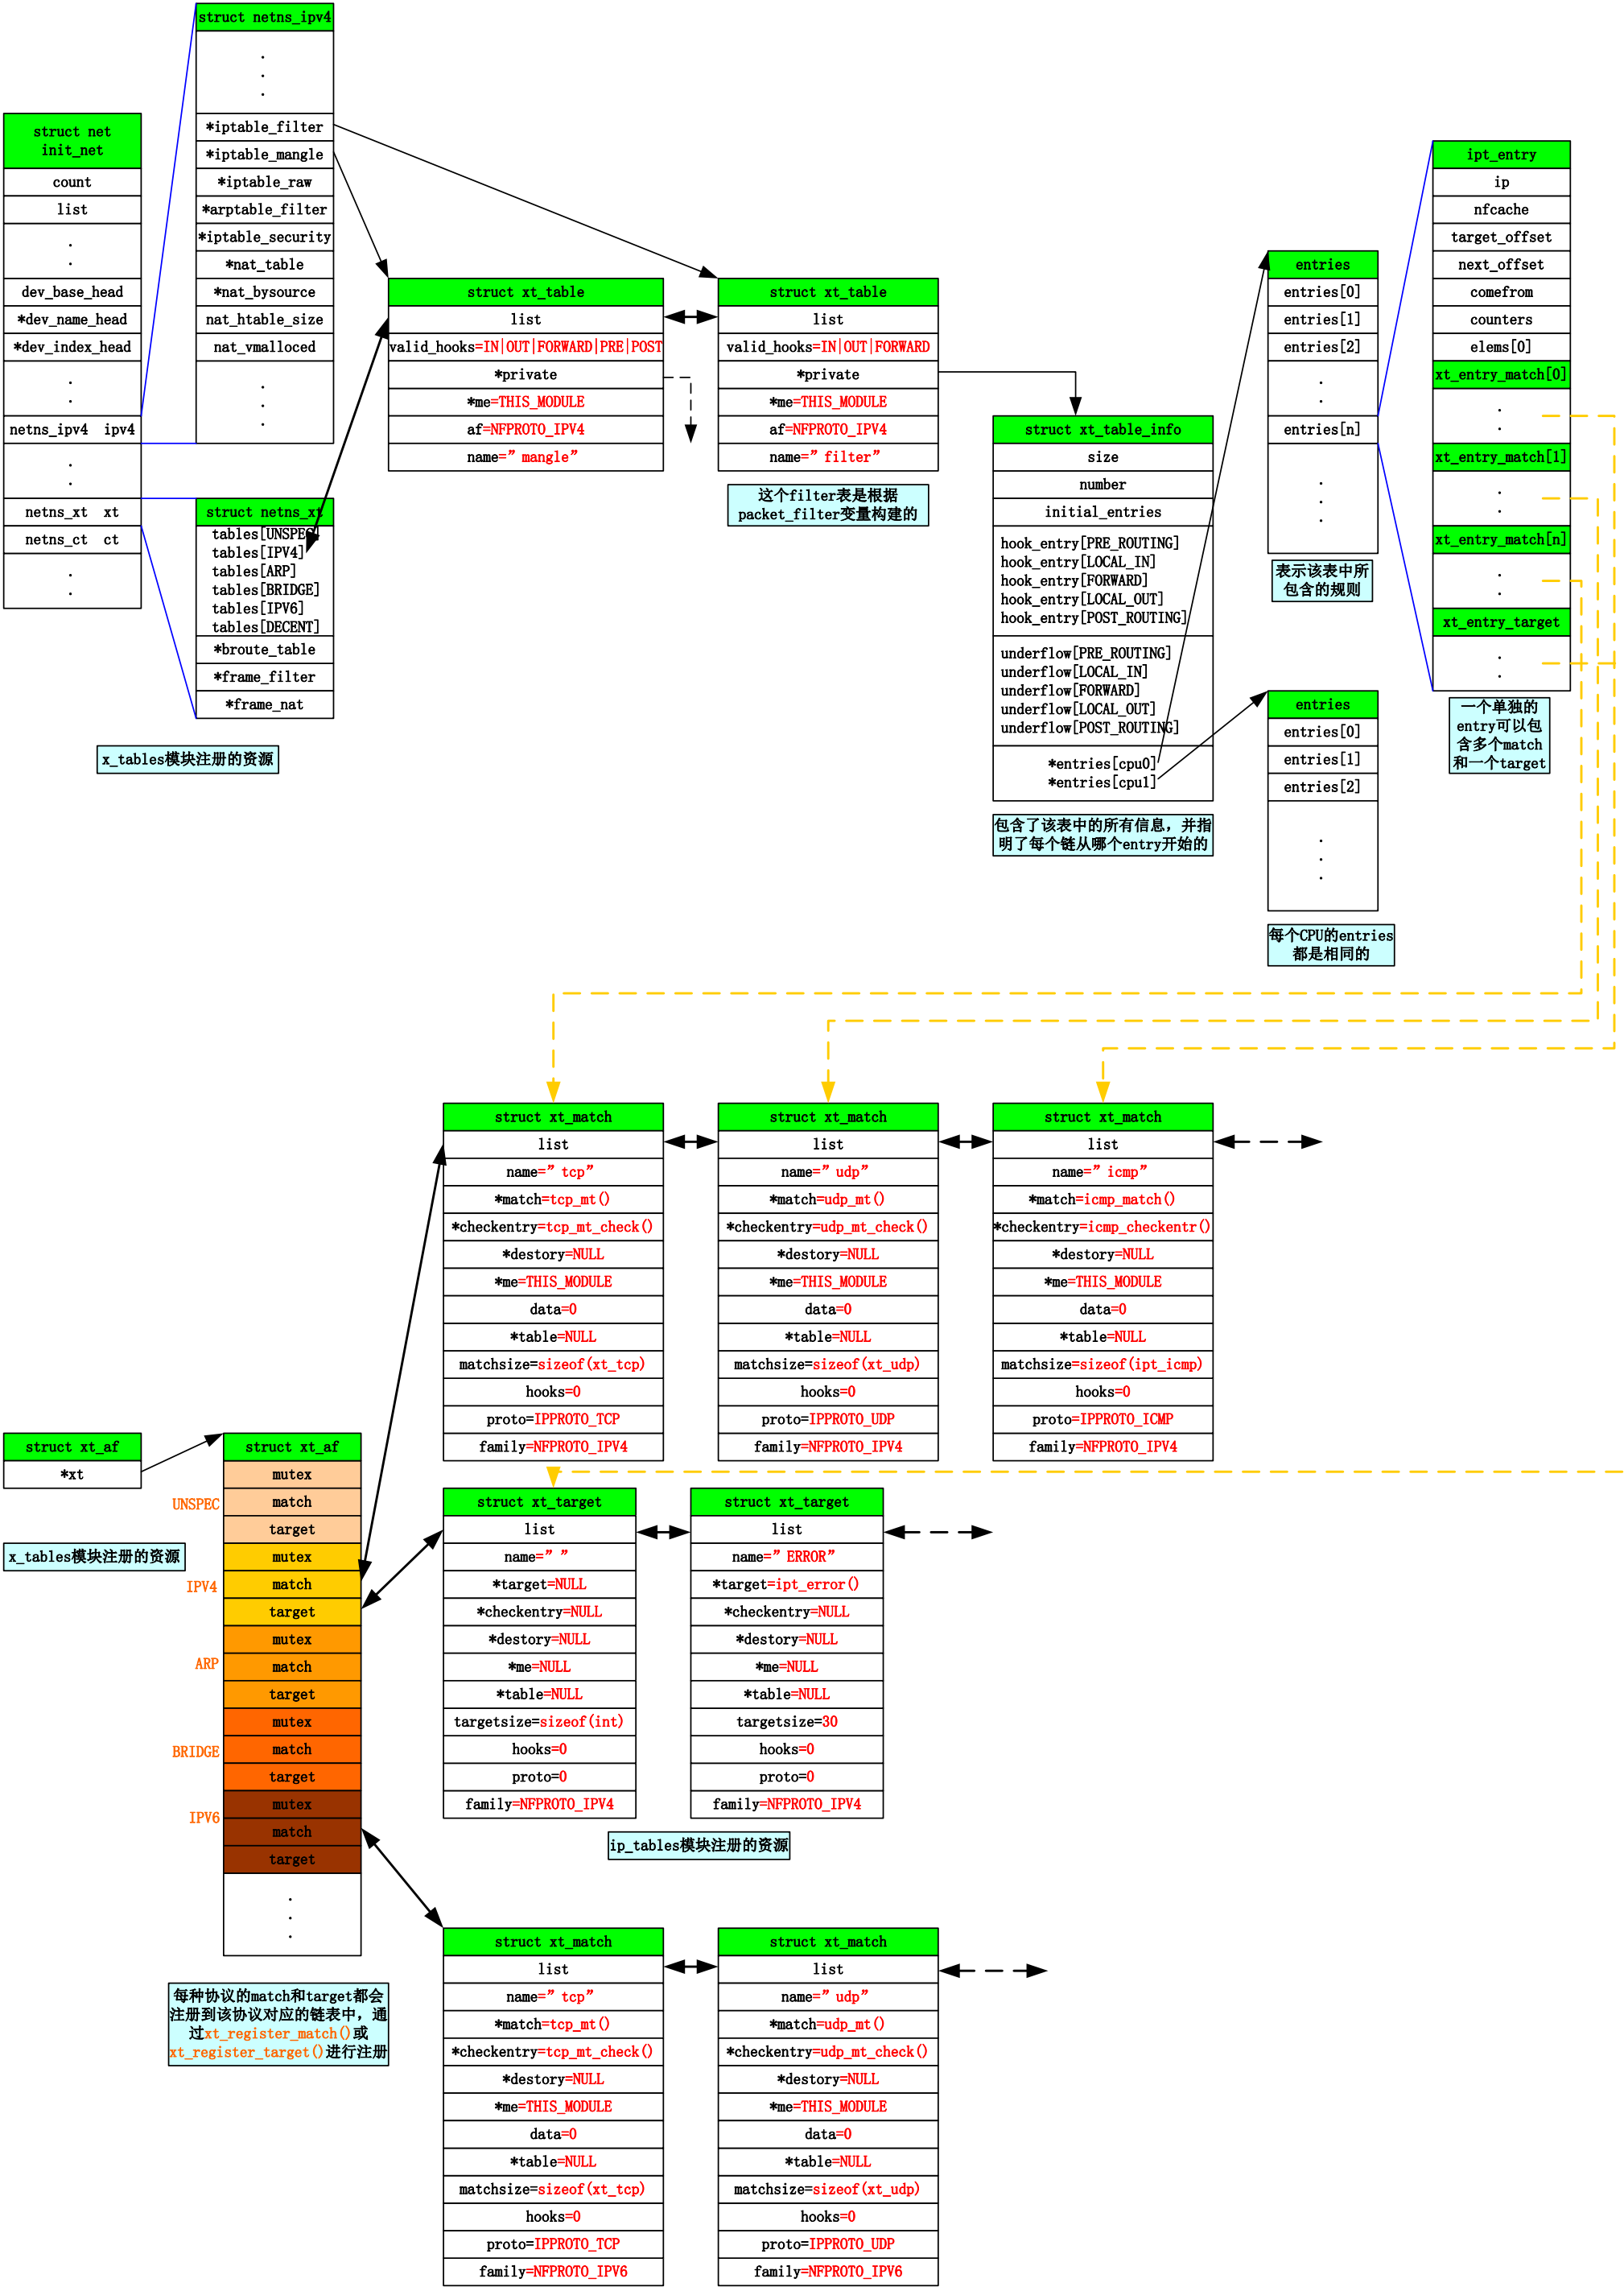 struct netns_ipv4
.
.
.
*iptable_filter
*iptable_mangle
*iptable_raw
*arptable_filter
*iptable_security
*nat_table
*nat_bysource
nat_htable_size
nat_vmalloced
.
.
.
struct net
init_net
count
list
.
.
dev_base_head
*dev_name_head
*dev_index_head
.
.
netns_ipv4 ipv4
.
.
netns_xt xt
netns_ct ct
.
.
struct netns_xt
tables[UNSPEC]
tables[IPV4]
tables[ARP]
tables[BRIDGE]
tables[IPV6]
tables[DECENT]
*broute_table
*frame_filter
*frame_nat
x_tables模块注册的资源
struct xt_table
list
valid_hooks=IN|OUT|FORWARD|PRE|POST
*private
*me=THIS_MODULE
af=NFPROTO_IPV4
name=”mangle”
struct xt_table
list
valid_hooks=IN|OUT|FORWARD
*private
*me=THIS_MODULE
af=NFPROTO_IPV4
name=”filter”
这个filter表是根据
packet_filter变量构建的
struct xt_table_info
size
number
initial_entries
hook_entry[PRE_ROUTING]
hook_entry[LOCAL_IN]
hook_entry[FORWARD]
hook_entry[LOCAL_OUT]
hook_entry[POST_ROUTING]
underflow[PRE_ROUTING]
underflow[LOCAL_IN]
underflow[FORWARD]
underflow[LOCAL_OUT]
underflow[POST_ROUTING]
*entries[cpu0]
*entries[cpu1]
包含了该表中的所有信息，并指
明了每个链从哪个entry开始的
entries
entries[0]
entries[1]
entries[2]
.
.
entries[n]
.
.
.
表示该表中所
包含的规则
entries
entries[0]
entries[1]
entries[2]
.
.
.
每个CPU的entries
都是相同的
ipt_entry
ip
nfcache
target_offset
next_offset
comefrom
counters
elems[0]
xt_entry_match[0]
.
.
xt_entry_match[1]
.
.
xt_entry_match[n]
.
.
xt_entry_target
.
.
一个单独的
entry可以包
含多个match
和一个target
struct xt_match
list
name=”tcp”
*match=tcp_mt()
*checkentry=tcp_mt_check()
*destory=NULL
*me=THIS_MODULE
data=0
*table=NULL
matchsize=sizeof(xt_tcp)
hooks=0
proto=IPPROTO_TCP
family=NFPROTO_IPV4
struct xt_match
list
name=”udp”
*match=udp_mt()
*checkentry=udp_mt_check()
*destory=NULL
*me=THIS_MODULE
data=0
*table=NULL
matchsize=sizeof(xt_udp)
hooks=0
proto=IPPROTO_UDP
family=NFPROTO_IPV4
struct xt_match
list
name=”icmp”
*match=icmp_match()
*checkentry=icmp_checkentr()
*destory=NULL
*me=THIS_MODULE
data=0
*table=NULL
matchsize=sizeof(ipt_icmp)
hooks=0
proto=IPPROTO_ICMP
family=NFPROTO_IPV4
struct xt_af
*xt
x_tables模块注册的资源
struct xt_af
mutex
UNSPEC
match
target
mutex
IPV4
match
target
mutex
ARP
match
target
mutex
BRIDGE
match
target
mutex
IPV6
match
target
.
.
.
每种协议的match和target都会
注册到该协议对应的链表中，通
过xt_register_match()或
xt_register_target()进行注册
struct xt_target
list
name=””
*target=NULL
*checkentry=NULL
*destory=NULL
*me=NULL
*table=NULL
targetsize=sizeof(int)
hooks=0
proto=0
family=NFPROTO_IPV4
struct xt_target
list
name=”ERROR”
*target=ipt_error()
*checkentry=NULL
*destory=NULL
*me=NULL
*table=NULL
targetsize=30
hooks=0
proto=0
family=NFPROTO_IPV4
ip_tables模块注册的资源
struct xt_match
list
name=”tcp”
*match=tcp_mt()
*checkentry=tcp_mt_check()
*destory=NULL
*me=THIS_MODULE
data=0
*table=NULL
matchsize=sizeof(xt_tcp)
hooks=0
proto=IPPROTO_TCP
family=NFPROTO_IPV6
struct xt_match
list
name=”udp”
*match=udp_mt()
*checkentry=udp_mt_check()
*destory=NULL
*me=THIS_MODULE
data=0
*table=NULL
matchsize=sizeof(xt_udp)
hooks=0
proto=IPPROTO_UDP
family=NFPROTO_IPV6